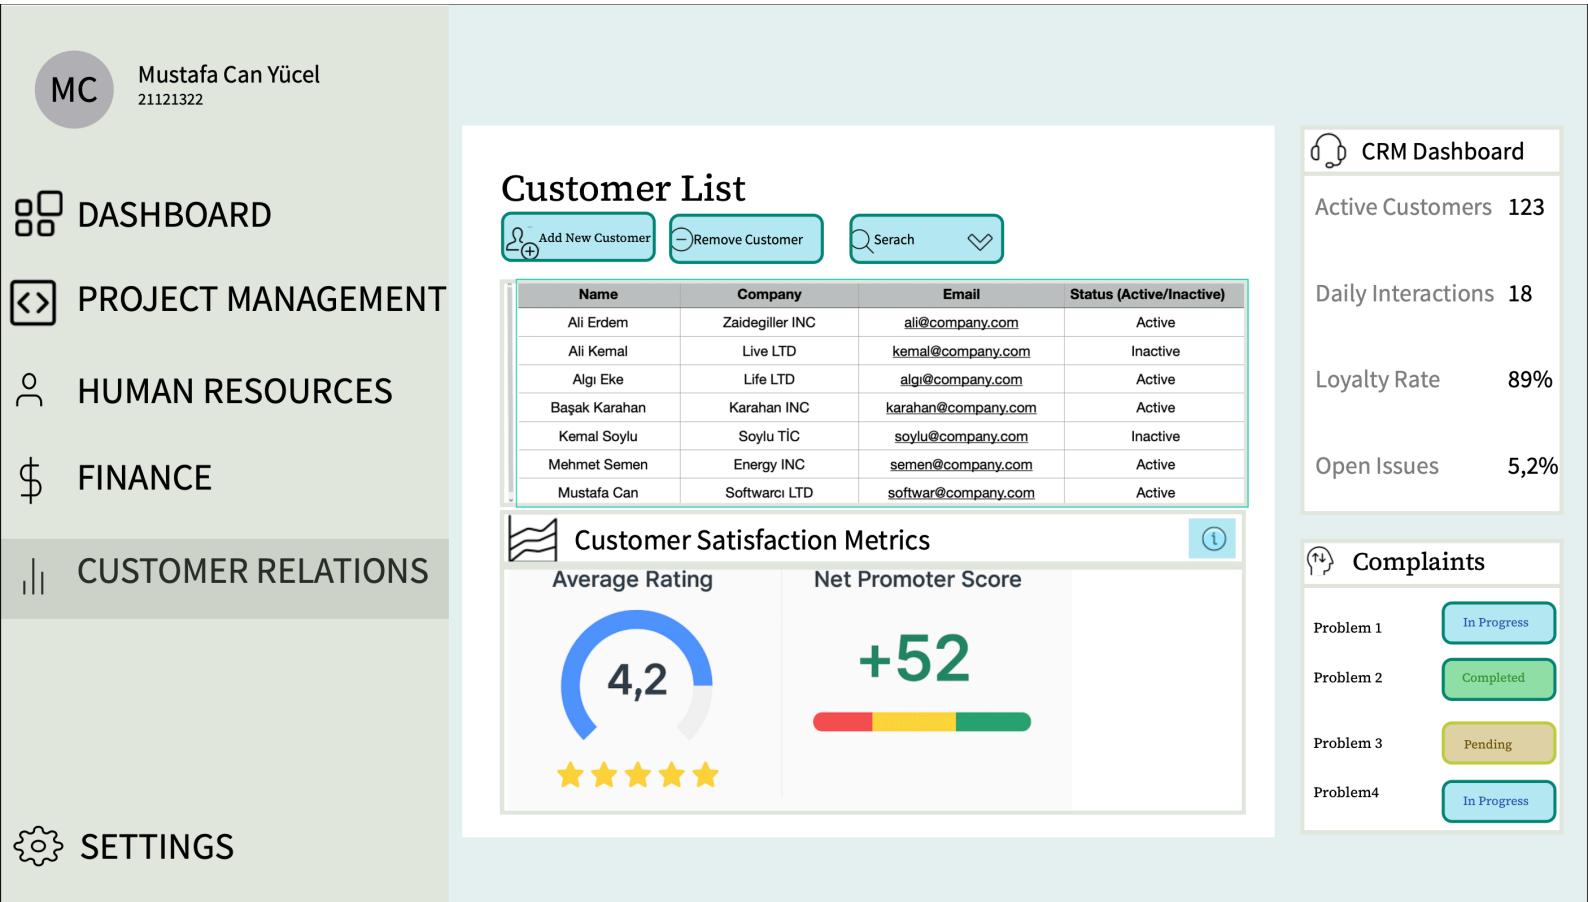 MC
Mustafa Can Yücel
21121322
DASHBOARD
PROJECT MANAGEMENT
HUMAN RESOURCES
FINANCE
CUSTOMER RELATIONS
SETTINGS
Customer List
Add New Customer
Remove Customer
Serach
Name Company Email Status (Active/Inactive)
Ali Erdem Zaidegiller INC ali@company.com Active
Ali Kemal Live LTD kemal@company.com Inactive
Algı Eke Life LTD algı@company.com Active
Başak Karahan Karahan INC karahan@company.com Active
Kemal Soylu Soylu TİC soylu@company.com Inactive
Mehmet Semen Energy INC semen@company.com Active
Mustafa Can Softwarcı LTD softwar@company.com Active
Customer Satisfaction Metrics
Average Rating
4,2
Net Promoter Score
+52
CRM Dashboard
Active Customers 123
Daily Interactions 18
Loyalty Rate 89%
Open Issues 5,2%
Complaints
Problem 1 In Progress
Problem 2 Completed
Problem 3 Pending
Problem4 In Progress